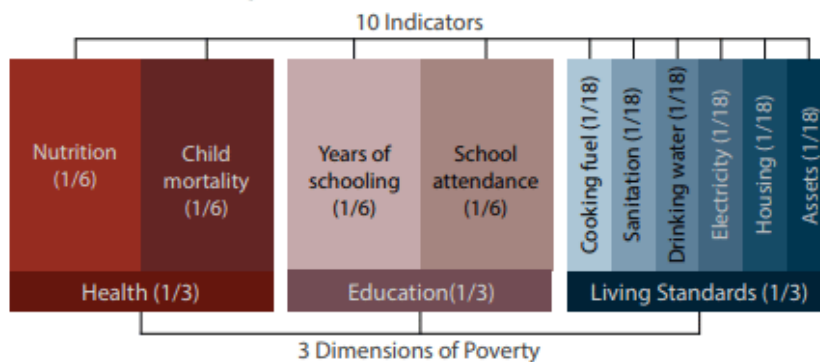 10 Indicators
Nutrition
(1/6)
Child
mortality
(1/6)
Years of
schooling
(1/6)
School
attendance
(1/6)
Cooking fuel (1/18)
Sanitation (1/18)
Drinking water (1/18)
Electricity (1/18)
Housing (1/18)
Assets (1/18)
Health (1/3)
Education(1/3)
Living Standards (1/3)
3 Dimensions of Poverty